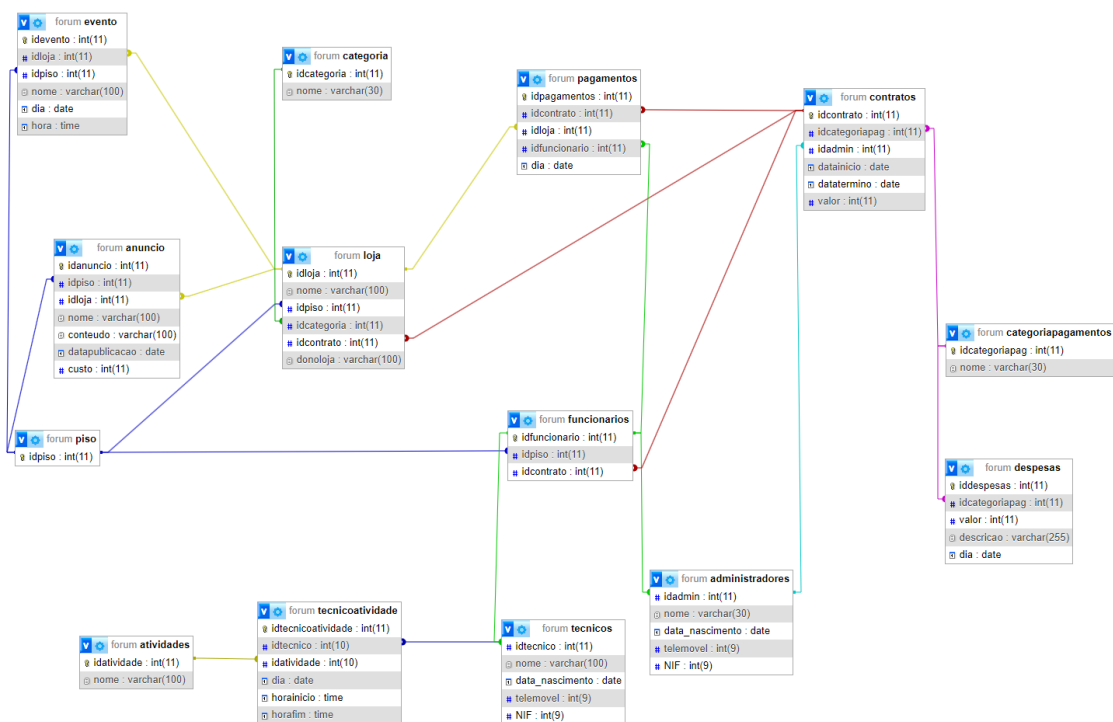 forum evento
idevento : int(11)
idloja : int(11)
idpiso : int(11)
nome : varchar(100)
dia : date
hora : time
forum categoria
idcategoria : int(11)
nome : varchar(30)
forum pagamentos
idpagamentos : int(11)
idcontrato : int(11)
idloja : int(11)
idfuncionario : int(11)
dia : date
forum contratos
idcontrato : int(11)
idcategoriapag : int(11)
idadmin : int(11)
datainicio : date
datatermino : date
valor : int(11)
forum anuncio
idanuncio : int(11)
idpiso : int(11)
idloja : int(11)
nome : varchar(100)
conteudo : varchar(100)
datapublicacao : date
custo : int(11)
forum loja
idloja : int(11)
nome : varchar(100)
idpiso : int(11)
idcategoria : int(11)
idcontrato : int(11)
donoloja : varchar(100)
forum categoriapagamentos
idcategoriapag : int(11)
nome : varchar(30)
forum piso
idpiso : int(11)
forum funcionarios
idfuncionario : int(11)
idpiso : int(11)
idcontrato : int(11)
forum despesas
iddespesas : int(11)
idcategoriapag : int(11)
valor : int(11)
descricao : varchar(255)
dia : date
forum administradores
idadmin : int(11)
nome : varchar(30)
data_nascimento : date
telemovel : int(9)
NIF : int(9)
forum atividades
idatividade : int(11)
nome : varchar(100)
forum tecnicoatividade
idtecnicoatividade : int(11)
idtecnico : int(10)
idatividade : int(10)
dia : date
horainicio : time
horafim : time
forum tecnicos
idtecnico : int(11)
nome : varchar(100)
data_nascimento : date
telemovel : int(9)
NIF : int(9)